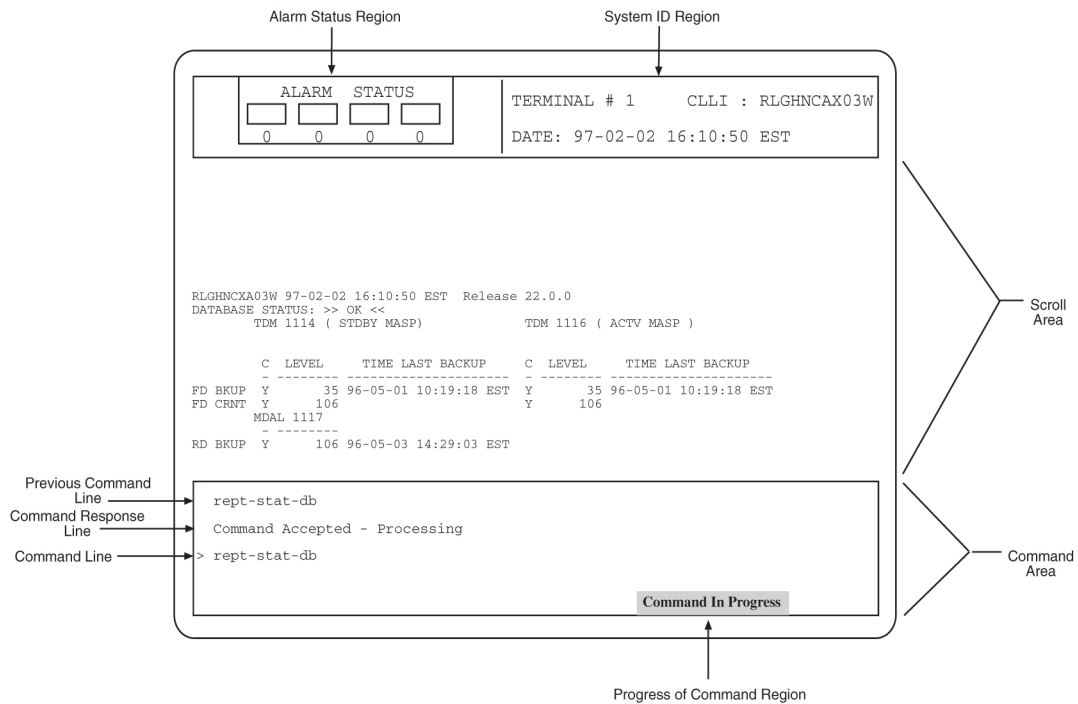 Alarm Status Region
System ID Region
ALARM STATUS
0 0 0 0
TERMINAL # 1 CLLI : RLGHNCAX03W
DATE: 97-02-02 16:10:50 EST
RLGHNCXA03W 97-02-02 16:10:50 EST Release 22.0.0
DATABASE STATUS: >> OK <<
TDM 1114 ( STDBY MASP) TDM 1116 ( ACTV MASP )
C LEVEL TIME LAST BACKUP C LEVEL TIME LAST BACKUP
- -------- --------------------- - -------- ---------------------
FD BKUP Y 35 96-05-01 10:19:18 EST Y 35 96-05-01 10:19:18 EST
FD CRNT Y 106 Y 106
MDAL 1117
- --------
RD BKUP Y 106 96-05-03 14:29:03 EST
Scroll
Area
Previous Command
Line
rept-stat-db
Command Response
Line
Command Accepted - Processing
Command Line
> rept-stat-db
Command
Area
Command In Progress
Progress of Command Region